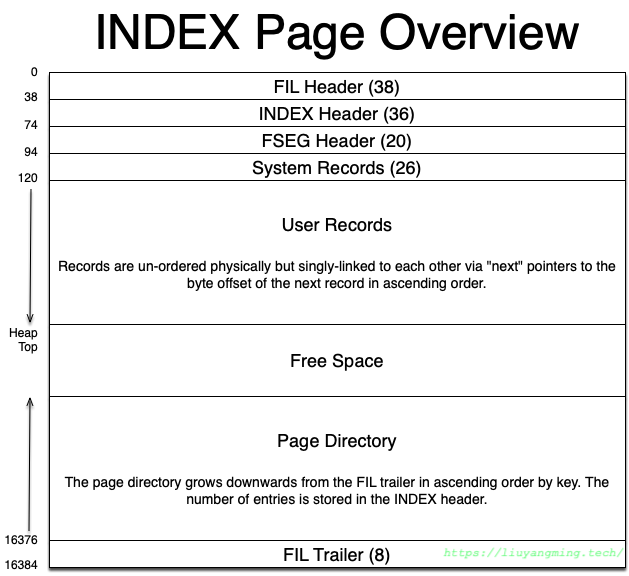 INDEX Page Overview
0
FIL Header (38)
38
INDEX Header (36)
74
FSEG Header (20)
94
System Records (26)
120
User Records
Records are un-ordered physically but singly-linked to each other via "next" pointers to the
byte offset of the next record in ascending order.
Heap
Top
Free Space
Page Directory
The page directory grows downwards from the FIL trailer in ascending order by key. The
number of entries is stored in the INDEX header.
16376
FIL Trailer (8)
https://liuyangming.tech/
16384